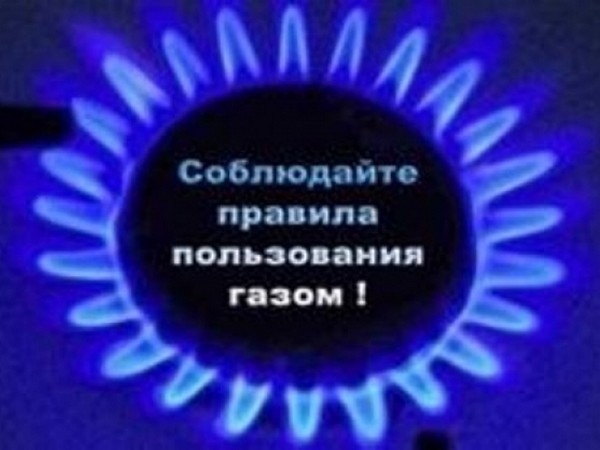 Соблюдайте
правила
пользования
газом !